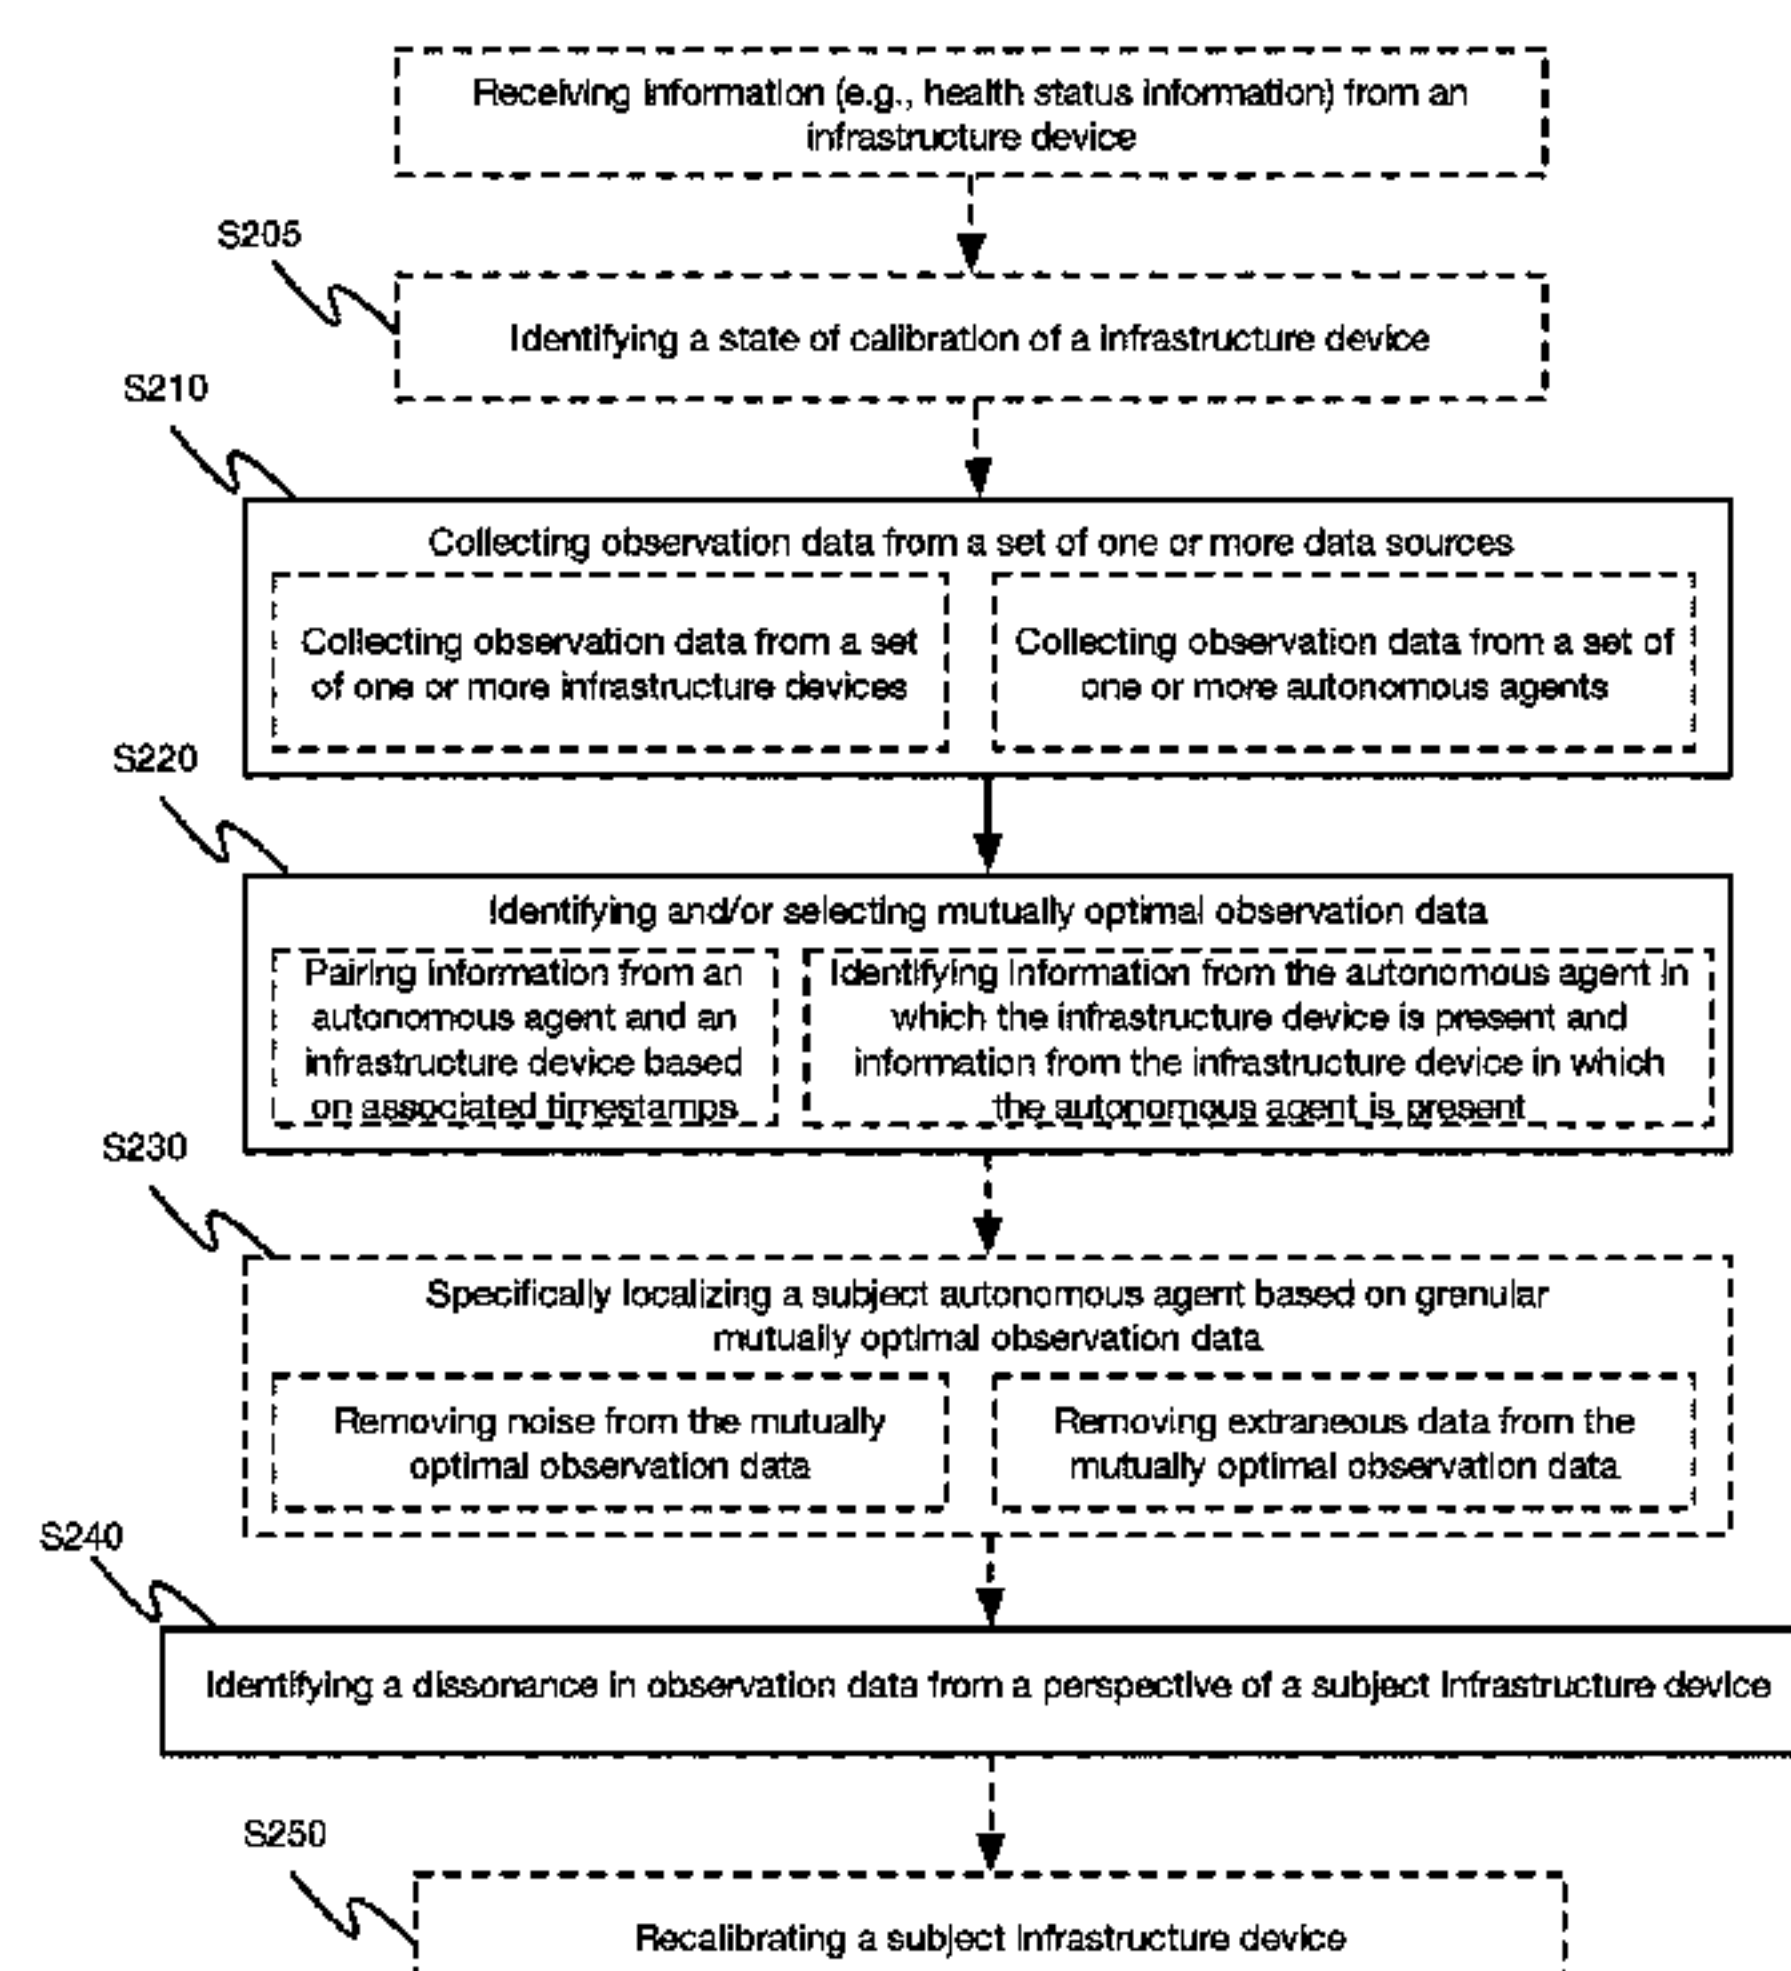 Receiving information (e.g., health status information) from an
infrastructure device
S205
Identifying a state of calibration of a infrastructure device
S210
Collecting observation data from a set of one or more data sources
Collecting observation data from a set
of one or more infrastructure devices
Collecting observation data from a set of
one or more autonomous agents
S220
Identifying and/or selecting mutually optimal observation data
Pairing information from an
autonomous agent and an
infrastructure device based
on associated timestamps
Identifying information from the autonomous agent in
which the infrastructure device is present and
information from the infrastructure device in which
the autonomous agent is present
S230
Specifically localizing a subject autonomous agent based on granular
mutually optimal observation data
Removing noise from the mutually
optimal observation data
Removing extraneous data from the
mutually optimal observation data
S240
Identifying a dissonance in observation data from a perspective of a subject infrastructure device
S250
Recalibrating a subject infrastructure device